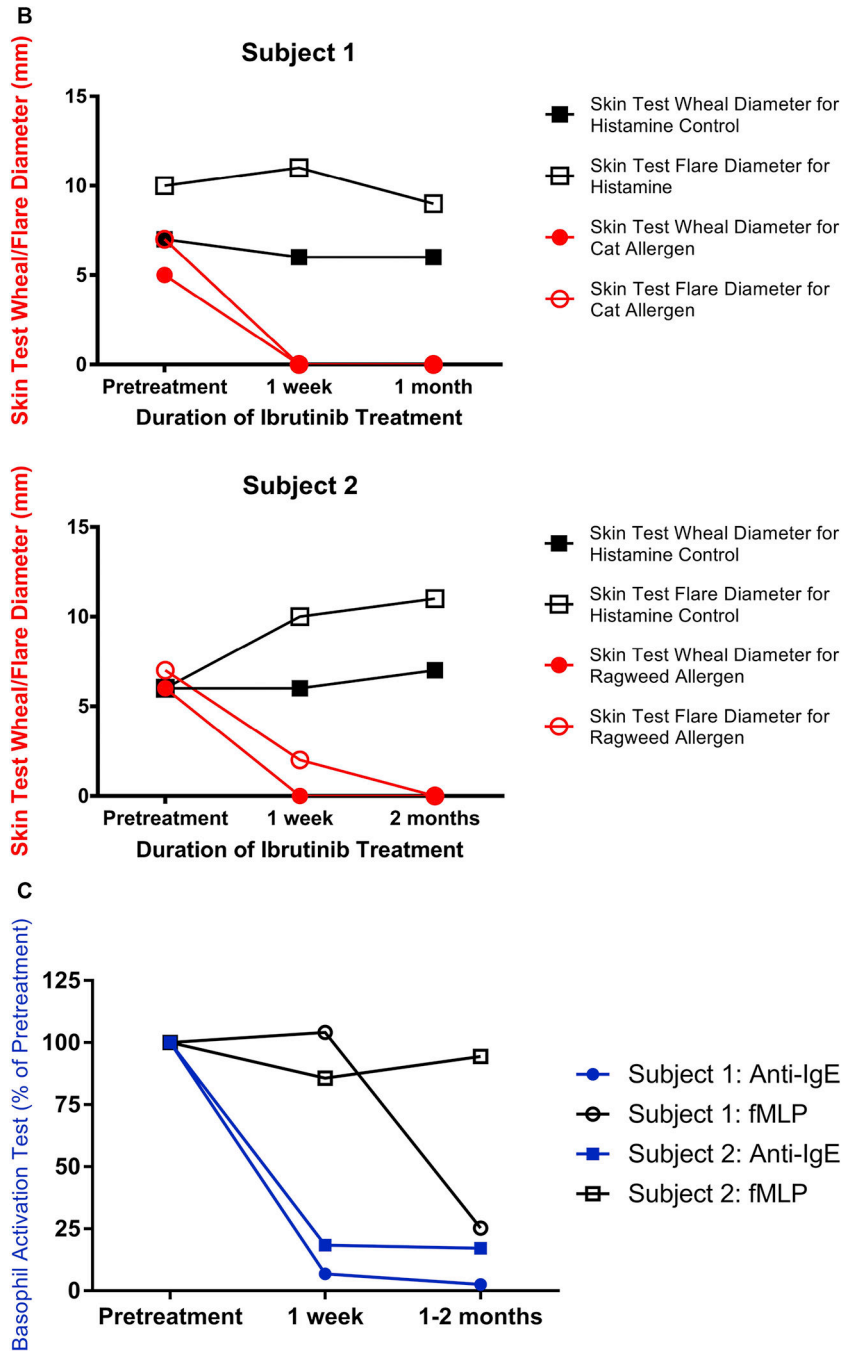 B
Subject 1
Skin Test Wheal/Flare Diameter (mm)
15
10
5
0
Pretreatment 1 week 1 month
Duration of Ibrutinib Treatment
Skin Test Wheal Diameter for
Histamine Control
Skin Test Flare Diameter for
Histamine
Skin Test Wheal Diameter for
Cat Allergen
Skin Test Flare Diameter for
Cat Allergen
Subject 2
Skin Test Wheal/Flare Diameter (mm)
15
10
5
0
Pretreatment 1 week 2 months
Duration of Ibrutinib Treatment
Skin Test Wheal Diameter for
Histamine Control
Skin Test Flare Diameter for
Histamine Control
Skin Test Wheal Diameter for
Ragweed Allergen
Skin Test Flare Diameter for
Ragweed Allergen
C
Basophil Activation Test (% of Pretreatment)
125
100
75
50
25
0
Pretreatment 1 week 1-2 months
Subject 1: Anti-IgE
Subject 1: fMLP
Subject 2: Anti-IgE
Subject 2: fMLP